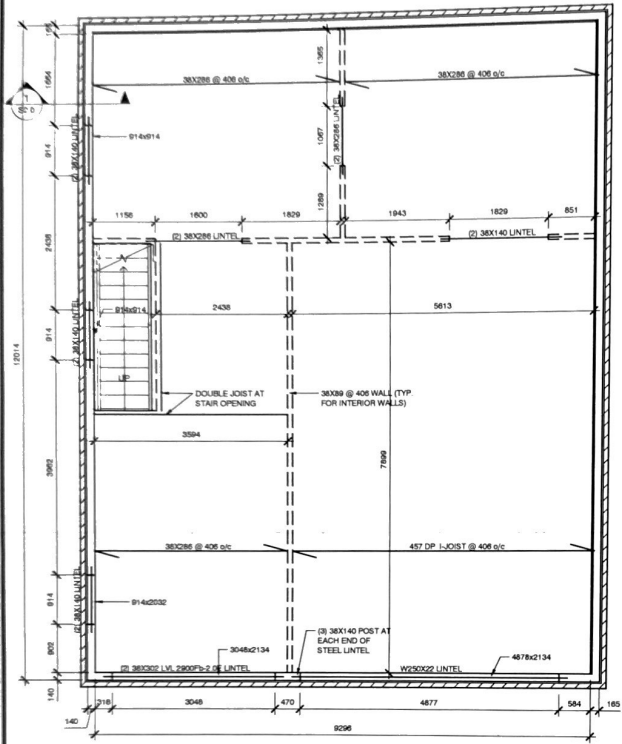 165
1664
38X286 @ 406 o/c
1365
38X286 @ 406 o/c
914
914x914
(2) 38X140 LINTEL
1067
(2) 38X286 LINTEL
1289
1156
1600
1829
1943
1829
851
(2) 38X286 LINTEL
(2) 38X140 LINTEL
2438
12014
914
914x914
(2) 38X140 LINTEL
2438
5613
UP
DOUBLE JOIST AT
STAIR OPENING
38X89 @ 406 WALL (TYP.
FOR INTERIOR WALLS)
3594
7899
3962
38X286 @ 406 o/c
457 DP I-JOIST @ 406 o/c
914
914x2032
(2) 38X140 LINTEL
902
3048x2134
(3) 38X140 POST AT
EACH END OF
STEEL LINTEL
4878x2134
(2) 38X302 LVL 2900Fb-2.0E LINTEL
W250X22 LINTEL
140
140
316
3048
470
4877
584
165
9296